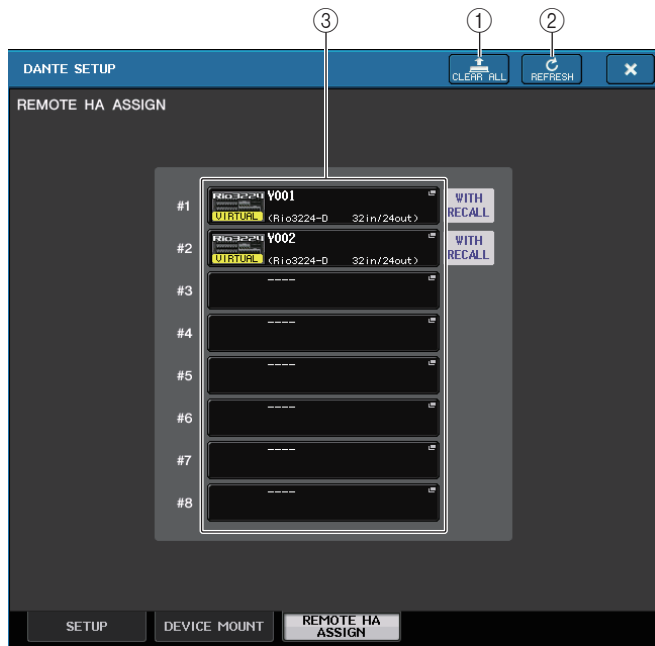 ③ ① ②
DANTE SETUP
CLEAR ALL
REFRESH
REMOTE HA ASSIGN
#1
Rio3224
VIRTUAL
Y001
(Rio3224-D 32in/24out)
WITH
RECALL
#2
Rio3224
VIRTUAL
Y002
(Rio3224-D 32in/24out)
WITH
RECALL
#3 ----
#4 ----
#5 ----
#6 ----
#7 ----
#8 ----
SETUP
DEVICE MOUNT
REMOTE HA
ASSIGN